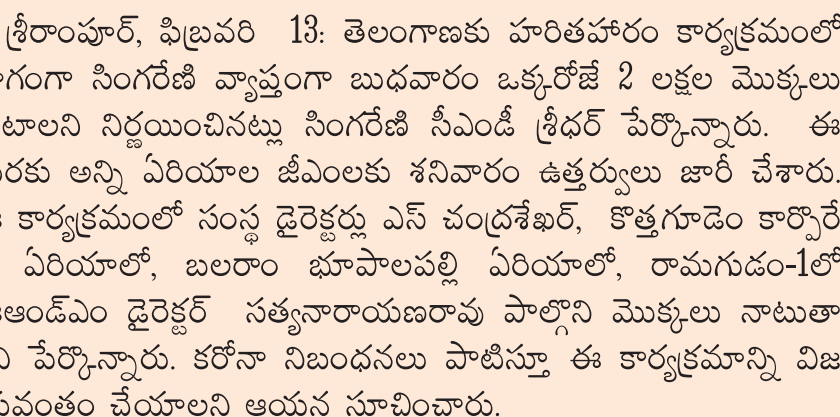 శ్రీరాంపూర్, ఫిబ్రవరి 13: తెలంగాణకు హరితహారం కార్యక్రమంలో
గంగా సింగరేణి వ్యాప్తంగా బుధవారం ఒక్కరోజే 2 లక్షల మొక్కలు
టాలని నిర్ణయించినట్లు సింగరేణి సీఎండీ శ్రీధర్ పేర్కొన్నారు. ఈ
రకు అన్ని ఏరియాల జీఎంలకు శనివారం ఉత్తర్వులు జారీ చేశారు.
కార్యక్రమంలో సంస్థ డైరెక్టర్లు ఎస్ చంద్రశేఖర్, కొత్తగూడెం కార్పొరే
ఏరియాలో, బలరాం భూపాలపల్లి ఏరియాలో, రామగుడం-1లో
ఆండ్ఎం డైరెక్టర్ సత్యనారాయణరావు పాల్గొని మొక్కలు నాటుతా
ని పేర్కొన్నారు. కరోనా నిబంధనలు పాటిస్తూ ఈ కార్యక్రమాన్ని విజ
వంతం చేయాలని ఆయన సూచించారు.